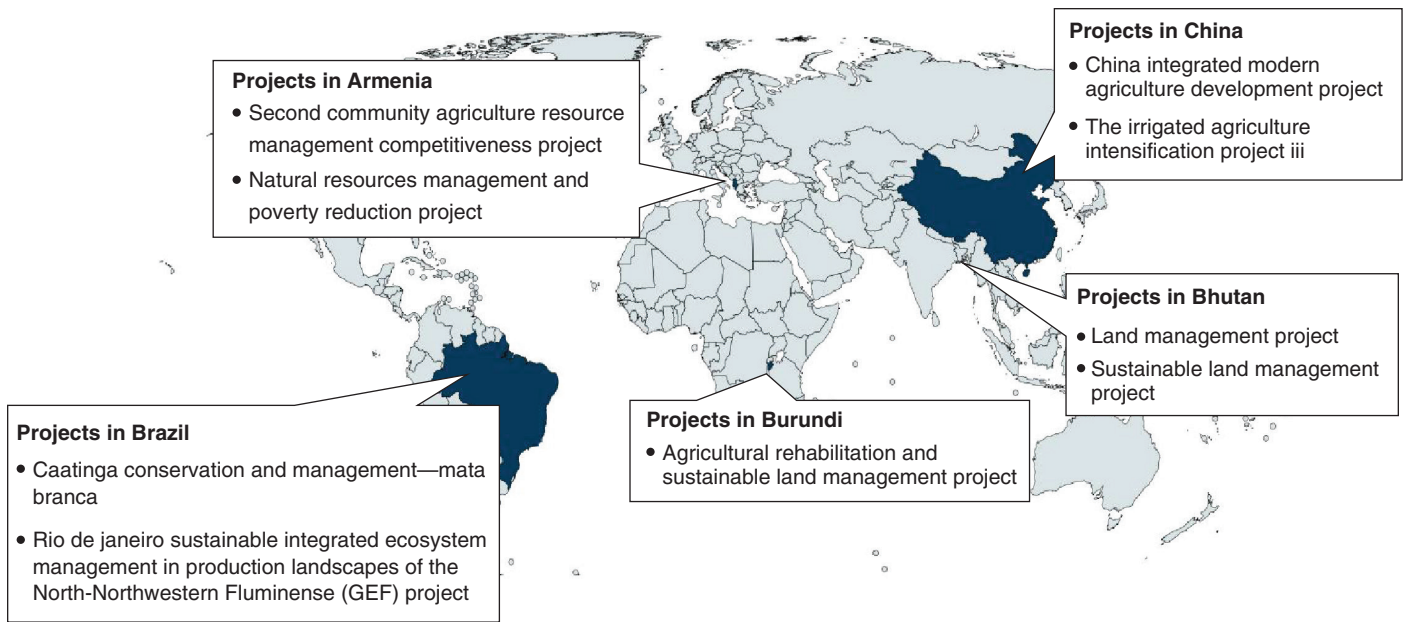 Projects in Armenia
• Second community agriculture resource
management competitiveness project
• Natural resources management and
poverty reduction project
Projects in China
• China integrated modern
agriculture development project
• The irrigated agriculture
intensification project iii
Projects in Bhutan
• Land management project
• Sustainable land management
project
Projects in Burundi
• Agricultural rehabilitation and
sustainable land management project
Projects in Brazil
• Caatinga conservation and management—mata
branca
• Rio de janeiro sustainable integrated ecosystem
management in production landscapes of the
North-Northwestern Fluminense (GEF) project